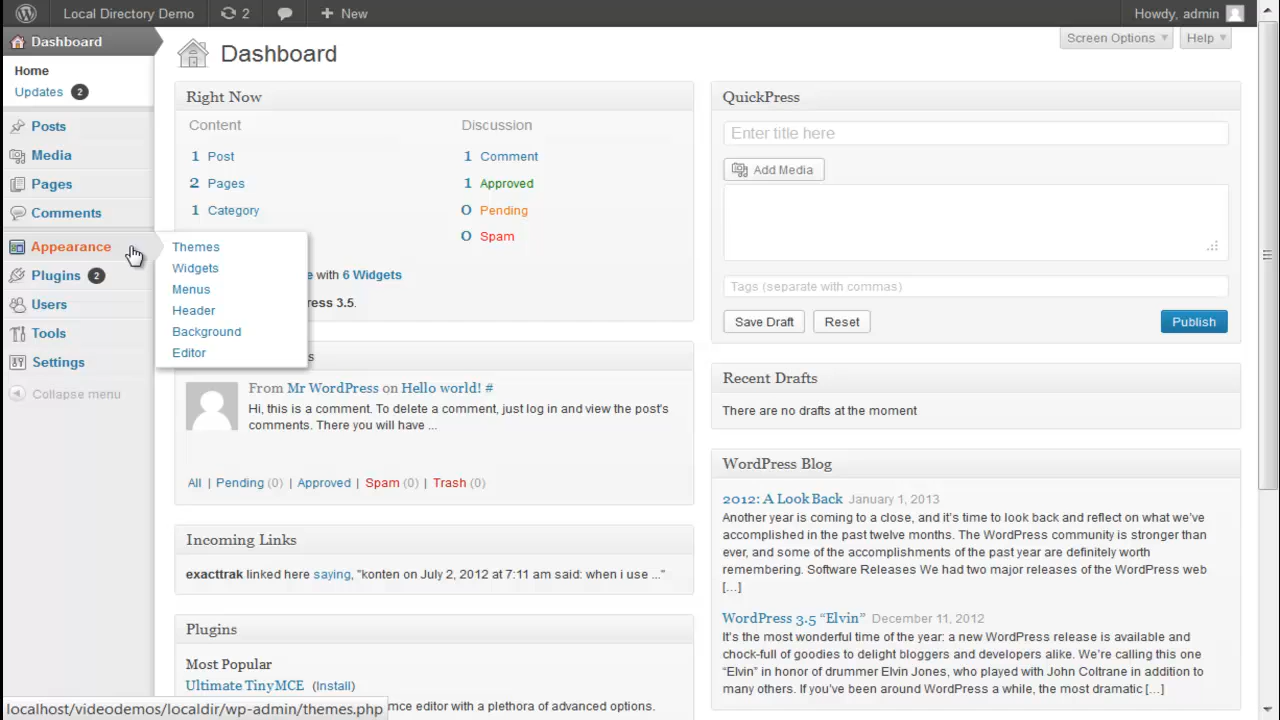 Local Directory Demo 2 New Howdy, admin
Dashboard
Home
Updates 2
Posts
Media
Pages
Comments
Appearance
Plugins 2
Users
Tools
Settings
Collapse menu
Themes
Widgets
Menus
Header
Background
Editor
Dashboard
Screen Options Help
Right Now
Content Discussion
1 Post 1 Comment
2 Pages 1 Approved
1 Category 0 Pending
0 Spam
with 6 Widgets
ress 3.5.
From Mr WordPress on Hello world! #
Hi, this is a comment. To delete a comment, just log in and view the post's
comments. There you will have ...
All | Pending (0) | Approved | Spam (0) | Trash (0)
Incoming Links
exacttrak linked here saying, "konten on July 2, 2012 at 7:11 am said: when i use ..."
Plugins
Most Popular
Ultimate TinyMCE (Install)
mce editor with a plethora of advanced options.
QuickPress
Enter title here
Add Media
Tags (separate with commas)
Save Draft Reset Publish
Recent Drafts
There are no drafts at the moment
WordPress Blog
2012: A Look Back January 1, 2013
Another year is coming to a close, and it’s time to look back and reflect on what we’ve
accomplished in the past twelve months. The WordPress community is stronger than
ever, and some of the accomplishments of the past year are definitely worth
remembering. Software Releases We had two major releases of the WordPress web
[…]
WordPress 3.5 “Elvin” December 11, 2012
It’s the most wonderful time of the year: a new WordPress release is available and
chock-full of goodies to delight bloggers and developers alike. We’re calling this one
“Elvin” in honor of drummer Elvin Jones, who played with John Coltrane in addition to
many others. If you’ve been around WordPress a while, the most dramatic […]
localhost/videodemos/localdir/wp-admin/themes.php